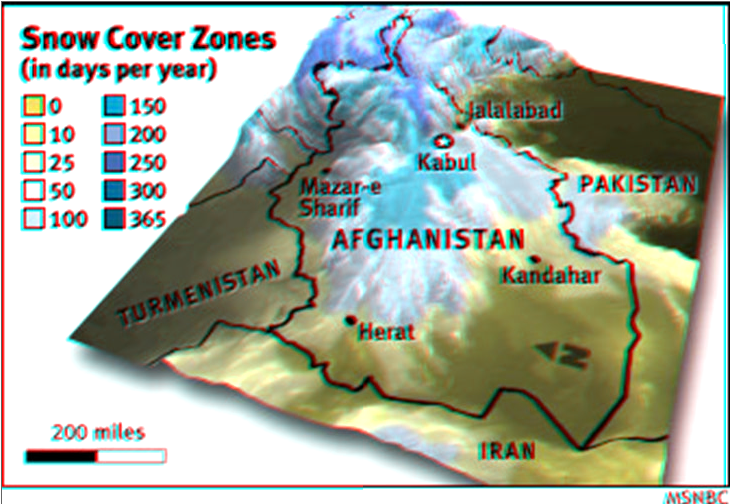 Snow Cover Zones
(in days per year)
0 150
10 200
25 250
50 300
100 365
Jalalabad
Kabul
PAKISTAN
Mazar-e
Sharif
AFGHANISTAN
Kandahar
TURMENISTAN
Herat
N
200 miles
IRAN
MSNBC